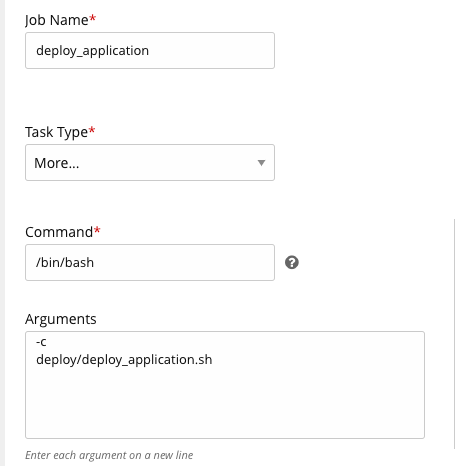 Job Name*
deploy_application
Task Type*
More...
Command*
/bin/bash
?
Arguments
-c
deploy/deploy_application.sh
Enter each argument on a new line